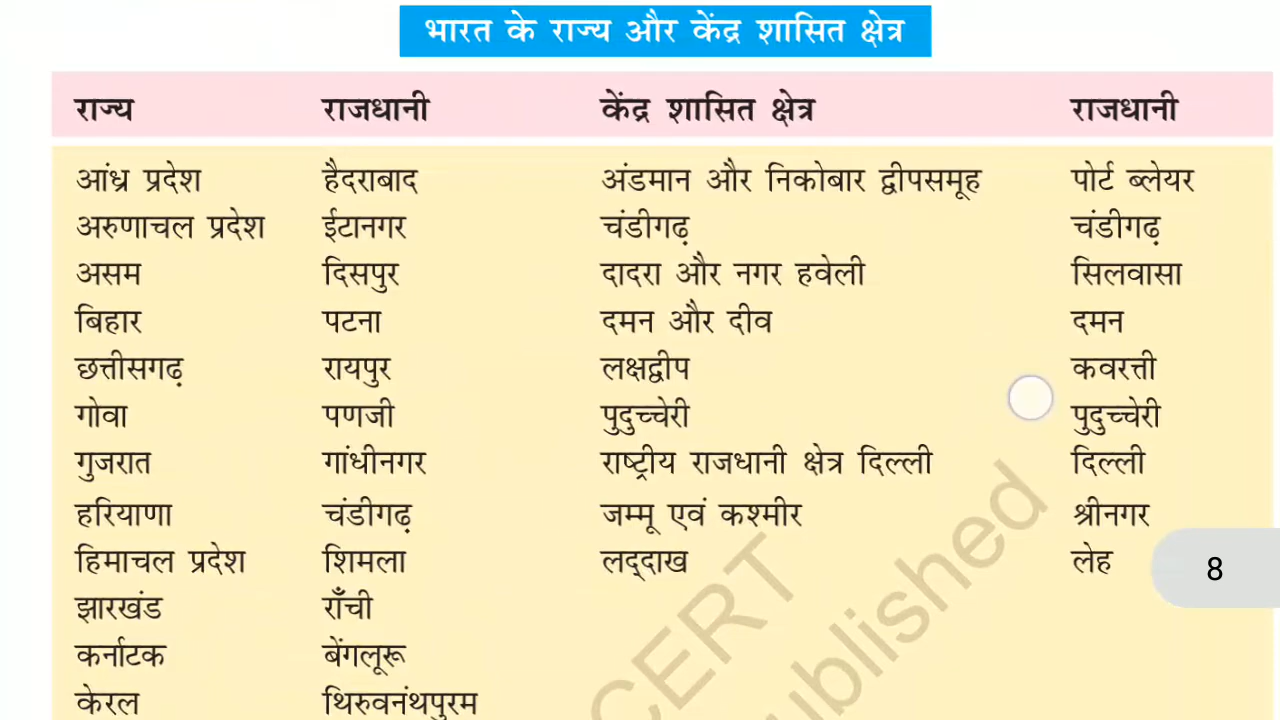 भारत के राज्य और केंद्र शासित क्षेत्र
राज्य राजधानी केंद्र शासित क्षेत्र राजधानी
आंध्र प्रदेश हैदराबाद अंडमान और निकोबार द्वीपसमूह पोर्ट ब्लेयर
अरुणाचल प्रदेश ईटानगर चंडीगढ़ चंडीगढ़
असम दिसपुर दादरा और नगर हवेली सिलवासा
बिहार पटना दमन और दीव दमन
छत्तीसगढ़ रायपुर लक्षद्वीप कवरत्ती
गोवा पणजी पुदुच्चेरी पुदुच्चेरी
गुजरात गांधीनगर राष्ट्रीय राजधानी क्षेत्र दिल्ली दिल्ली
हरियाणा चंडीगढ़ जम्मू एवं कश्मीर श्रीनगर
हिमाचल प्रदेश शिमला लद्दाख लेह
8
झारखंड राँची
कर्नाटक बेंगलूरू
केरल थिरुवनंथपुरम
CERT
ublished